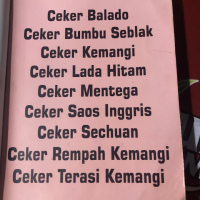 Ceker Balado
Ceker Bumbu Seblak
Ceker Kemangi
Ceker Lada Hitam
Ceker Mentega
Ceker Saos Inggris
Ceker Sechuan
Ceker Rempah Kemangi
Ceker Terasi Kemangi